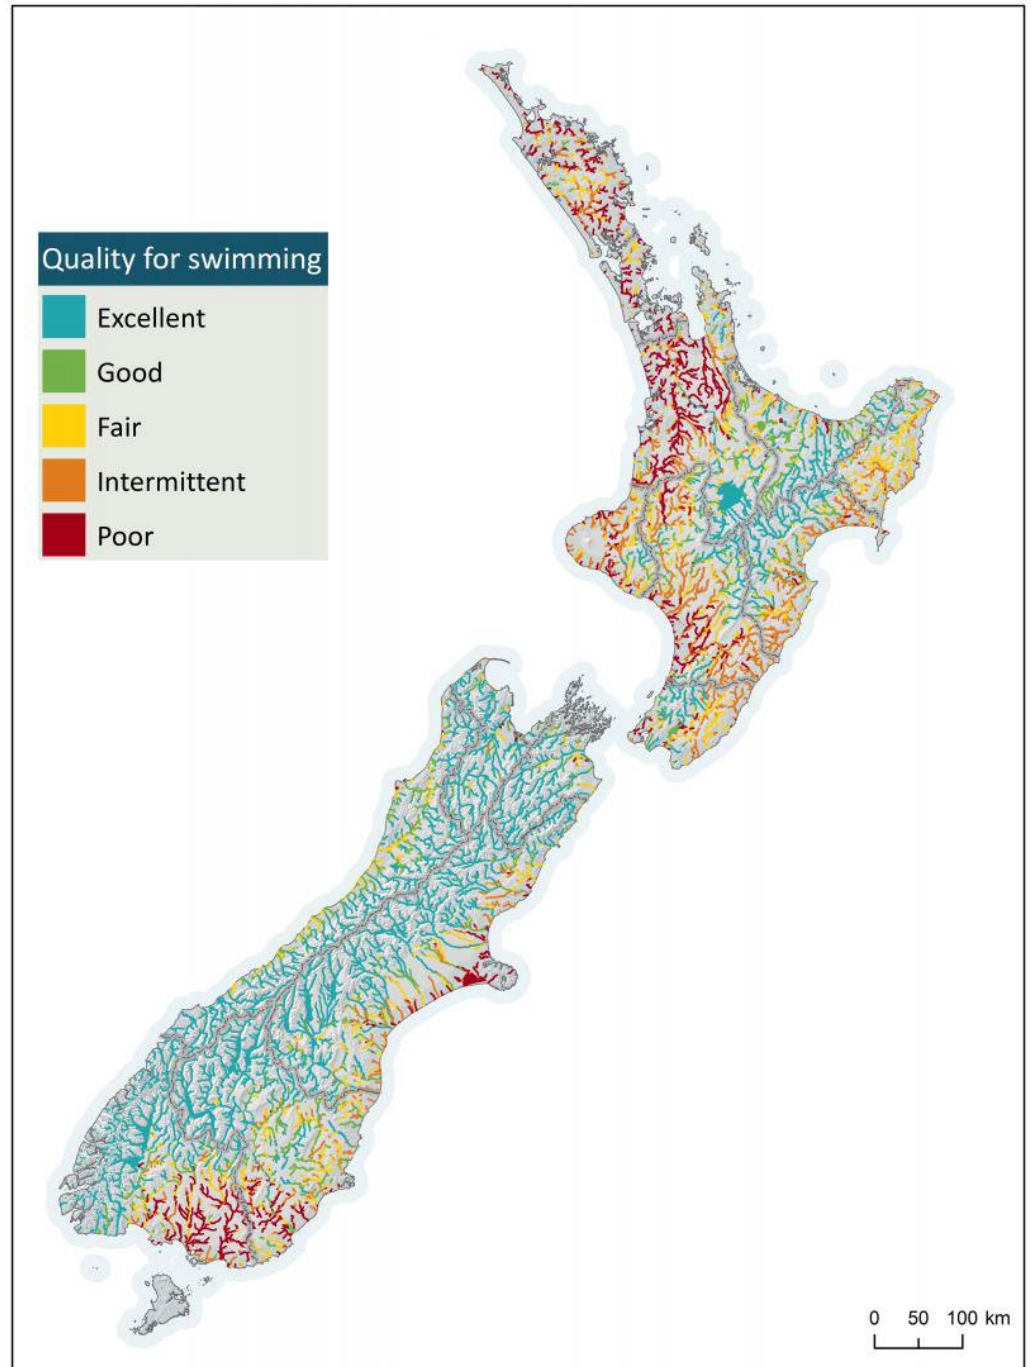 Quality for swimming
Excellent
Good
Fair
Intermittent
Poor
0 50 100 km